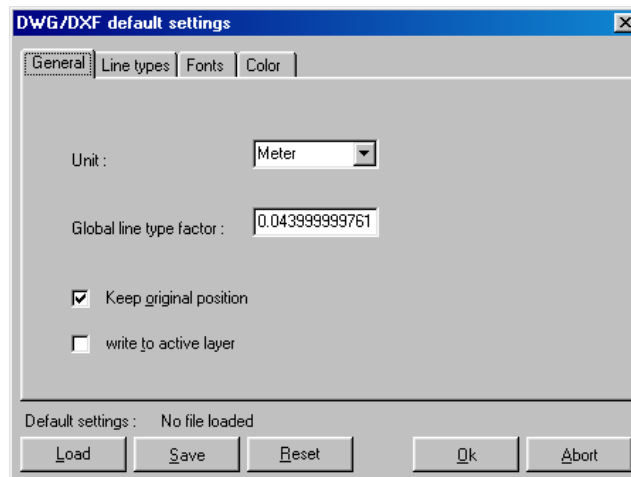 DWG/DXF default settings
General Line types Fonts Color
Unit : Meter
Global line type factor : 0.043999999761
Keep original position
write to active layer
Default settings : No file loaded
Load Save Reset Ok Abort